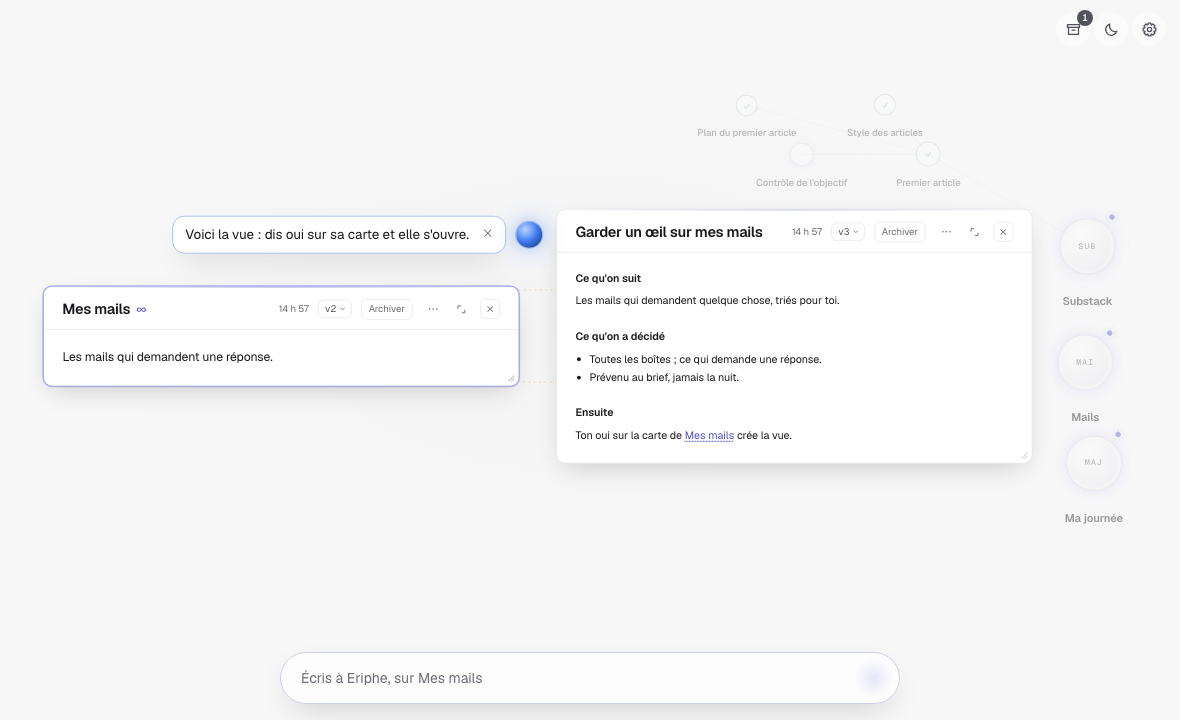 1
Plan du premier article
Style des articles
Contrôle de l'objectif
Premier article
Voici la vue : dis oui sur sa carte et elle s'ouvre.
Garder un œil sur mes mails
14 h 57
v3
Archiver
Ce qu'on suit
Les mails qui demandent quelque chose, triés pour toi.
Ce qu'on a décidé
• Toutes les boîtes ; ce qui demande une réponse.
• Prévenu au brief, jamais la nuit.
Ensuite
Ton oui sur la carte de Mes mails crée la vue.
Mes mails ∞
14 h 57
v2
Archiver
Les mails qui demandent une réponse.
SUB
Substack
MAI
Mails
MAJ
Ma journée
Écris à Eriphe, sur Mes mails